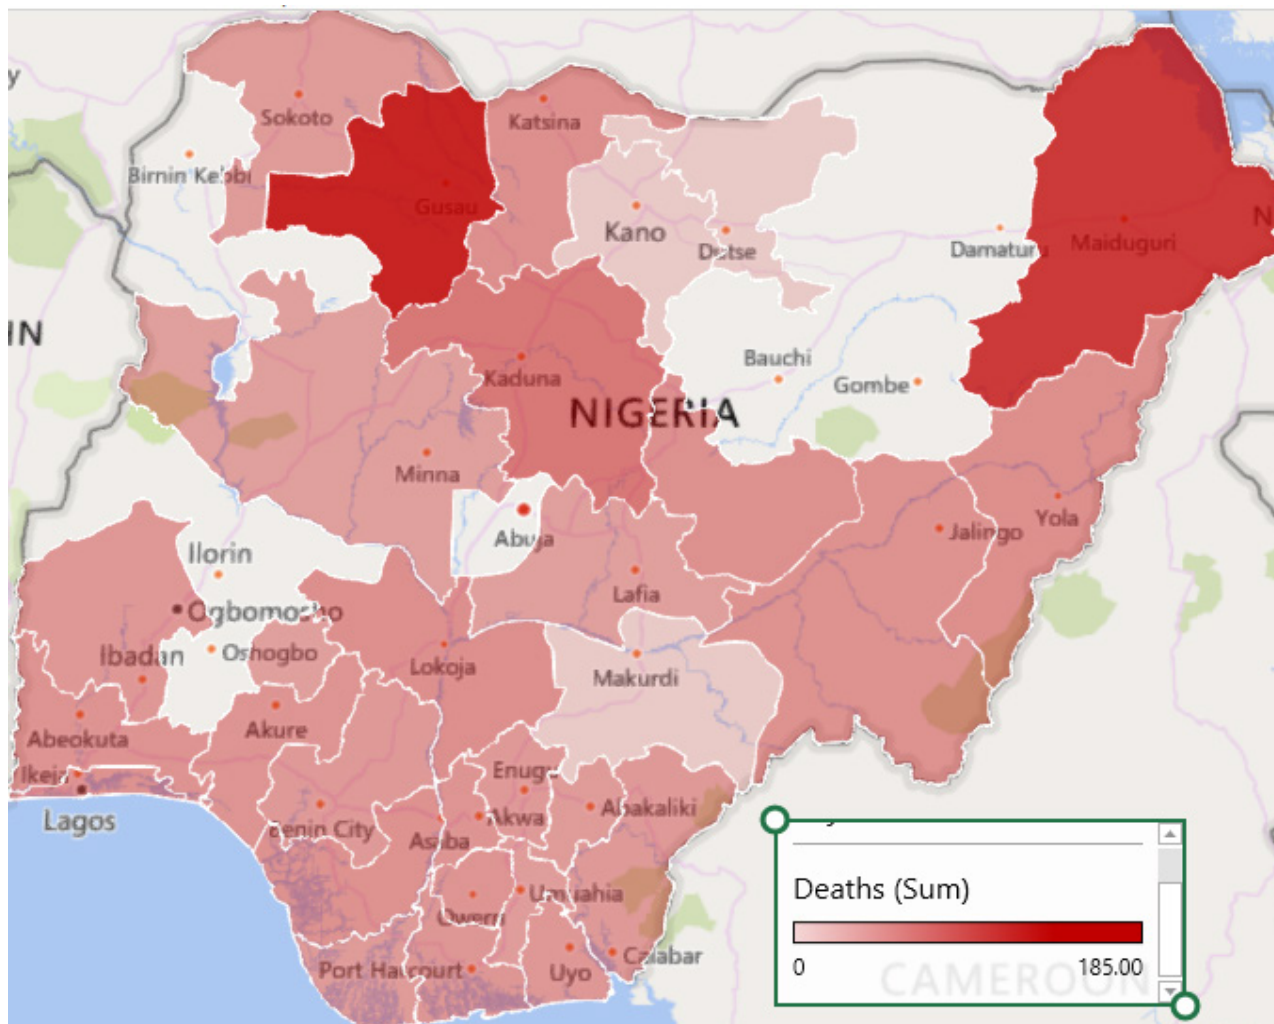 y
Sokoto
Katsina
Birnin Kebbi
Gusau
Kano
Dutse
Damaturu
Maiduguri
N
IN
Bauchi
Gombe
Kaduna
NIGERIA
Minna
Abuja
Jalingo
Yola
Ilorin
Lafia
Ogbomosho
Ibadan
Oshogbo
Lokoja
Makurdi
Akure
Abeokuta
Ikeja
Enugu
Lagos
Benin City
Asaba
Akwa
Abakaliki
Umuahia
Owerri
Port Harcourt
Uyo
Calabar
Deaths (Sum)
0
185.00
CAMEROON